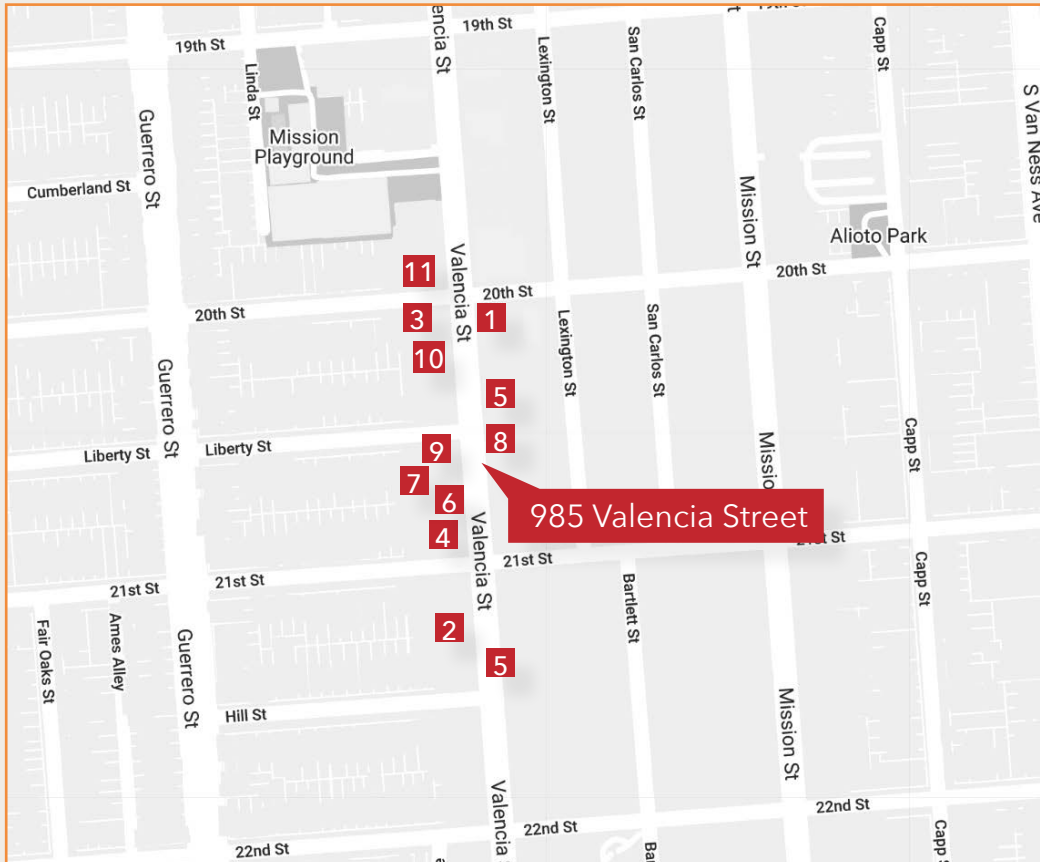 19th St
19th St
19th St
encia St
Linda St
Lexington St
San Carlos St
t
Capp St
S Van Ness Ave
Guerrero St
Mission
Playground
Cumberland St
Mission St
Alioto Park
Valencia St
11
20th St
20th St
20th St
3
1
10
Lexington St
San Carlos St
Guerrero St
5
8
Liberty St
Liberty St
9
Capp St
Missio
7
6
985 Valencia Street
4
Valencia St
21st St
21st St
21st St
st St
Bartlett St
Capp St
Fair Oaks St
Ames Alley
Guerrero St
2
5
Hill St
Mission St
Valencia
22nd St
22nd St
22nd St
Capp
e
Ba